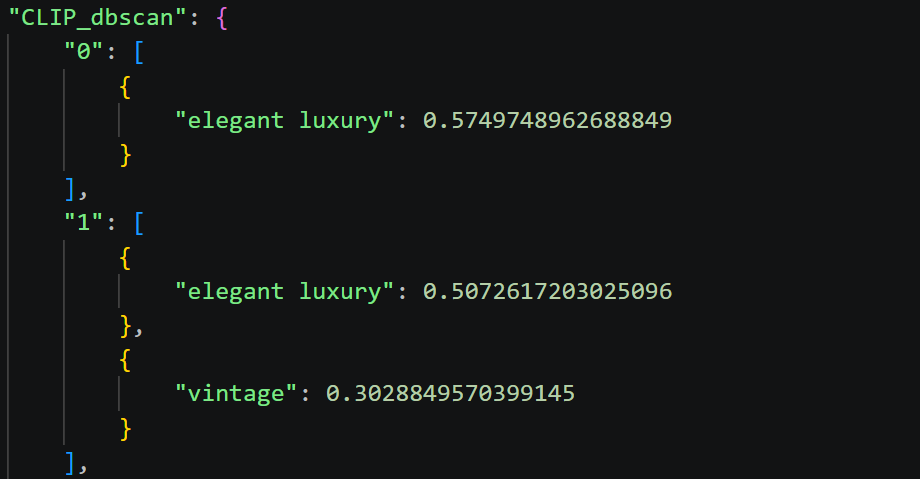 "CLIP_dbscan": {
"0": [
{
"elegant luxury": 0.5749748962688849
}
],
"1": [
{
"elegant luxury": 0.5072617203025096
},
{
"vintage": 0.3028849570399145
}
],